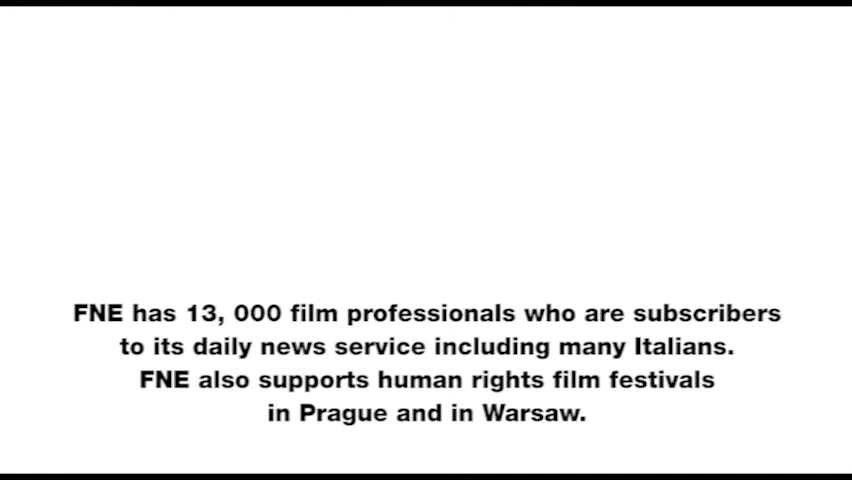 FNE has 13, 000 film professionals who are subscribers
to its daily news service including many Italians.
FNE also supports human rights film festivals
in Prague and in Warsaw.